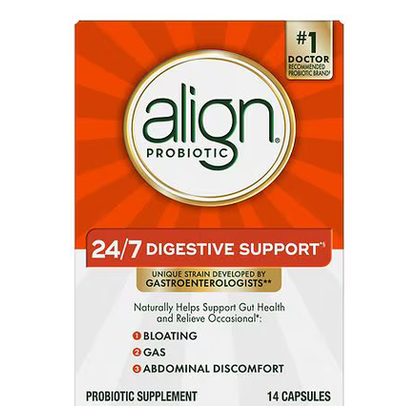 #1
DOCTOR
RECOMMENDED
PROBIOTIC BRAND†
align®
PROBIOTIC
24/7 DIGESTIVE SUPPORT*§
UNIQUE STRAIN DEVELOPED BY
GASTROENTEROLOGISTS**
Naturally Helps Support Gut Health
and Relieve Occasional*:
1 BLOATING
2 GAS
3 ABDOMINAL DISCOMFORT
PROBIOTIC SUPPLEMENT 14 CAPSULES